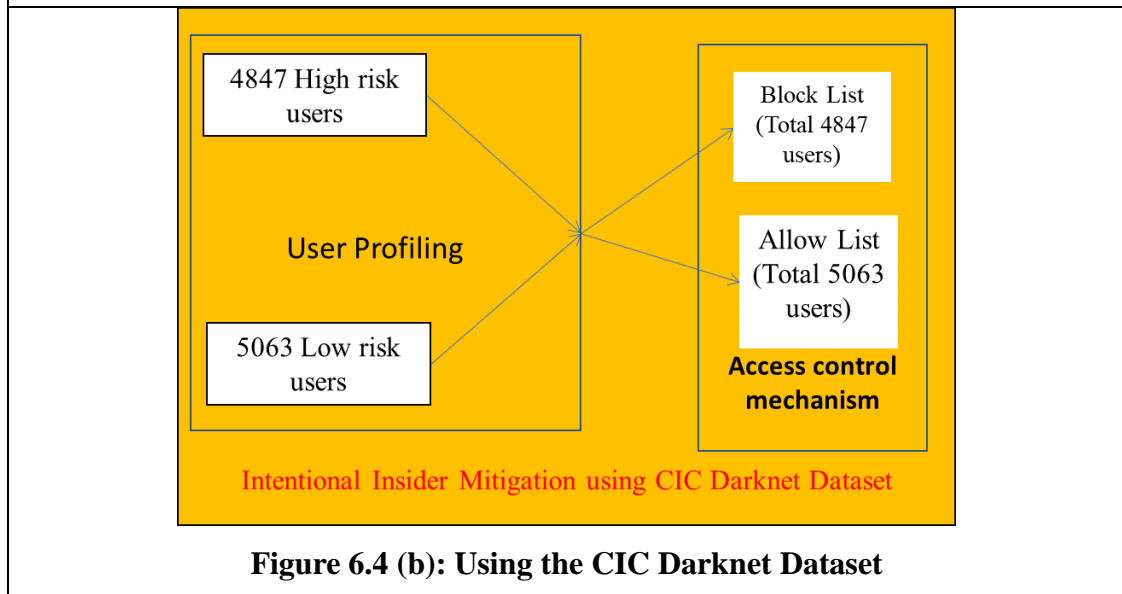 4847 High risk
users
User Profiling
5063 Low risk
users
Block List
(Total 4847
users)
Allow List
(Total 5063
users)
Access control
mechanism
Intentional Insider Mitigation using CIC Darknet Dataset
Figure 6.4 (b): Using the CIC Darknet Dataset